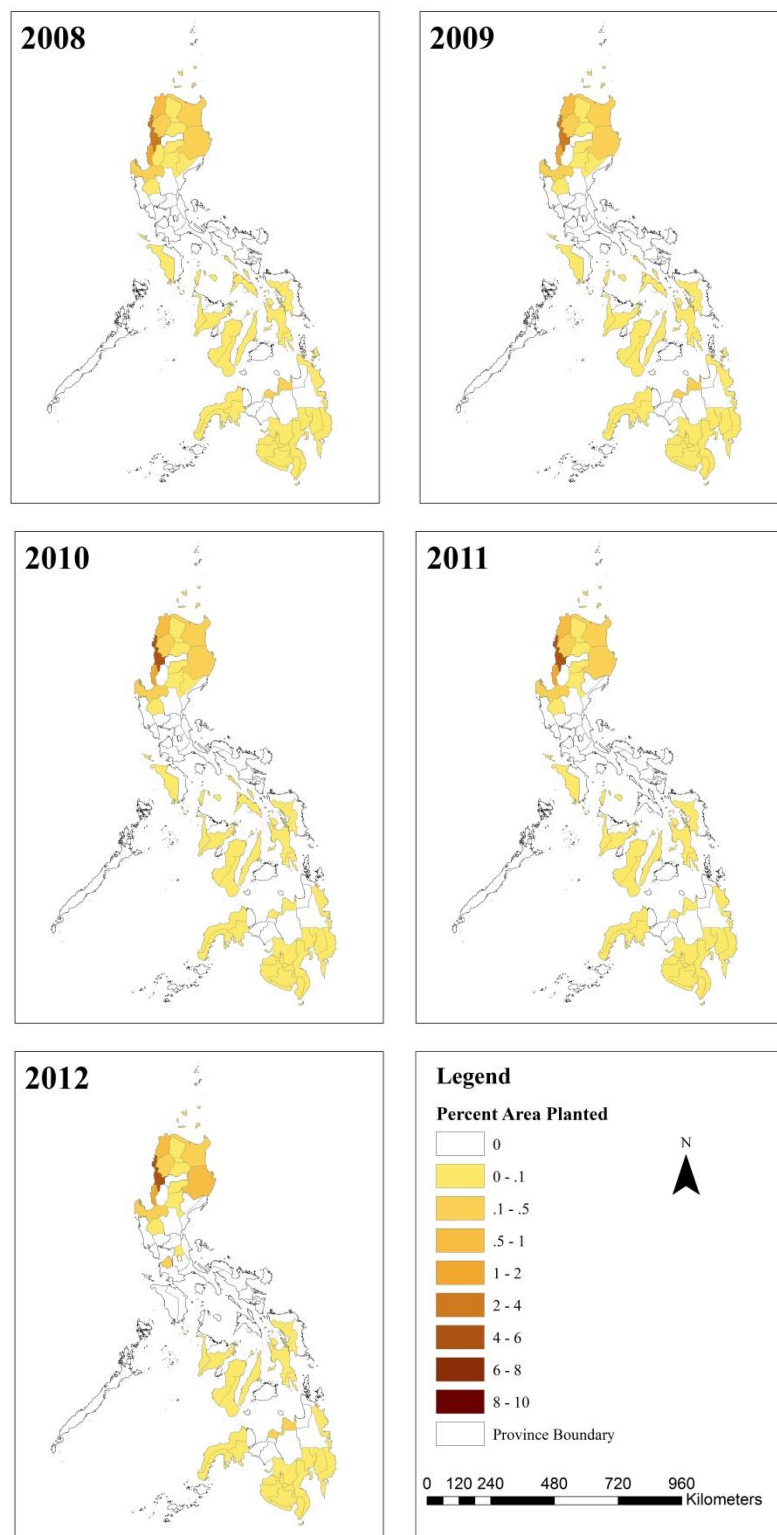 2008
2009
2010
2011
2012
Legend
Percent Area Planted
0
0 - .1
.1 - .5
.5 - 1
1 - 2
2 - 4
4 - 6
6 - 8
8 - 10
Province Boundary
N
0 120 240 480 720 960
Kilometers